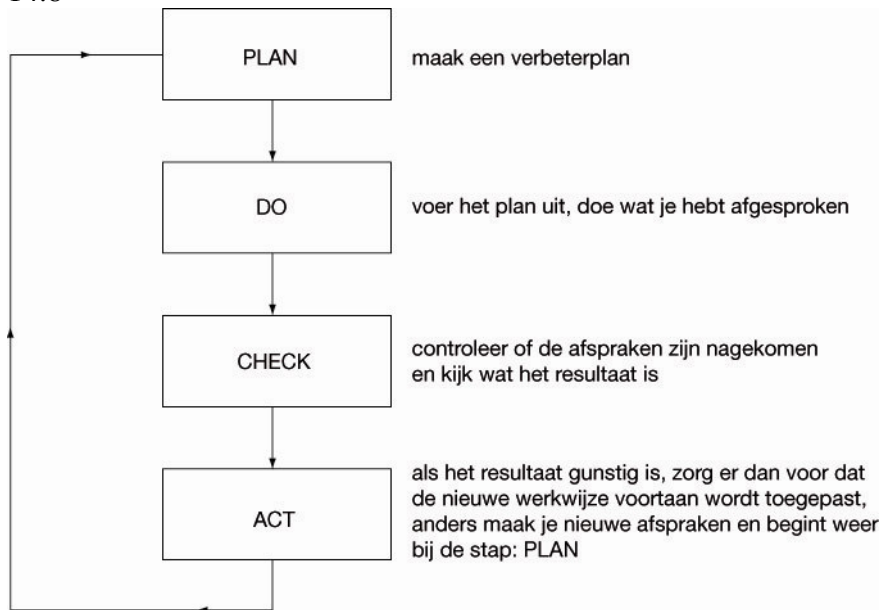 PLAN
maak een verbeterplan
DO
voer het plan uit, doe wat je hebt afgesproken
CHECK
controleer of de afspraken zijn nagekomen
en kijk wat het resultaat is
ACT
als het resultaat gunstig is, zorg er dan voor dat
de nieuwe werkwijze voortaan wordt toegepast,
anders maak je nieuwe afspraken en begint weer
bij de stap: PLAN